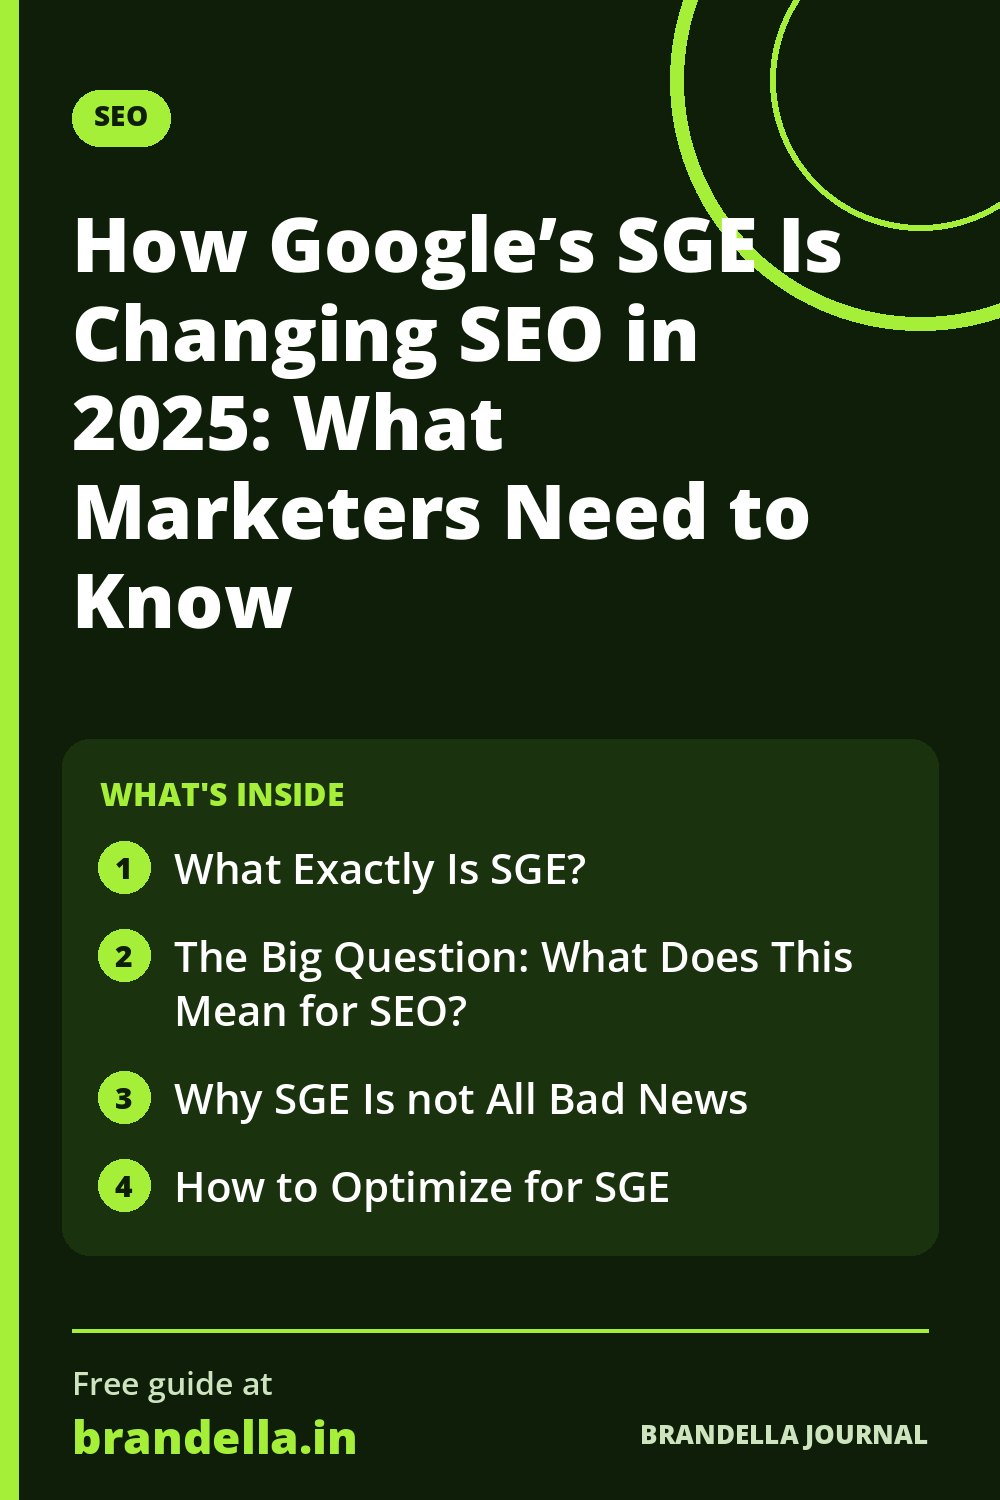 SEO
How Google’s SGE Is
Changing SEO in
2025: What
Marketers Need to
Know
WHAT'S INSIDE
1 What Exactly Is SGE?
2 The Big Question: What Does This
Mean for SEO?
3 Why SGE Is not All Bad News
4 How to Optimize for SGE
Free guide at
brandella.in
BRANDELLA JOURNAL